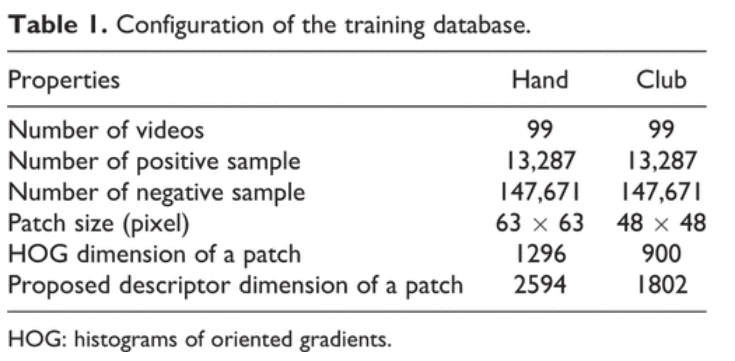 Table 1. Configuration of the training database.
Properties Hand Club
Number of videos 99 99
Number of positive sample 13,287 13,287
Number of negative sample 147,671 147,671
Patch size (pixel) 63 × 63 48 × 48
HOG dimension of a patch 1296 900
Proposed descriptor dimension of a patch 2594 1802
HOG: histograms of oriented gradients.